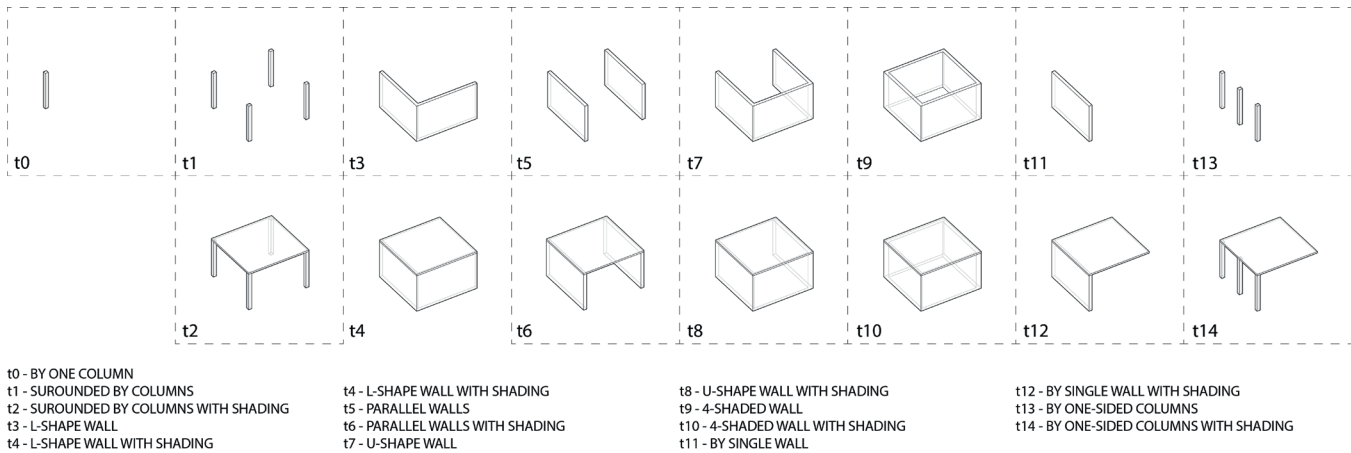 t0
t1
t3
t5
t7
t9
t11
t13
t2
t4
t6
t8
t10
t12
t14
t0 - BY ONE COLUMN
t1 - SUROUNDED BY COLUMNS
t2 - SUROUNDED BY COLUMNS WITH SHADING
t3 - L-SHAPE WALL
t4 - L-SHAPE WALL WITH SHADING
t4 - L-SHAPE WALL WITH SHADING
t5 - PARALLEL WALLS
t6 - PARALLEL WALLS WITH SHADING
t7 - U-SHAPE WALL
t8 - U-SHAPE WALL WITH SHADING
t9 - 4-SHADED WALL
t10 - 4-SHADED WALL WITH SHADING
t11 - BY SINGLE WALL
t12 - BY SINGLE WALL WITH SHADING
t13 - BY ONE-SIDED COLUMNS
t14 - BY ONE-SIDED COLUMNS WITH SHADING